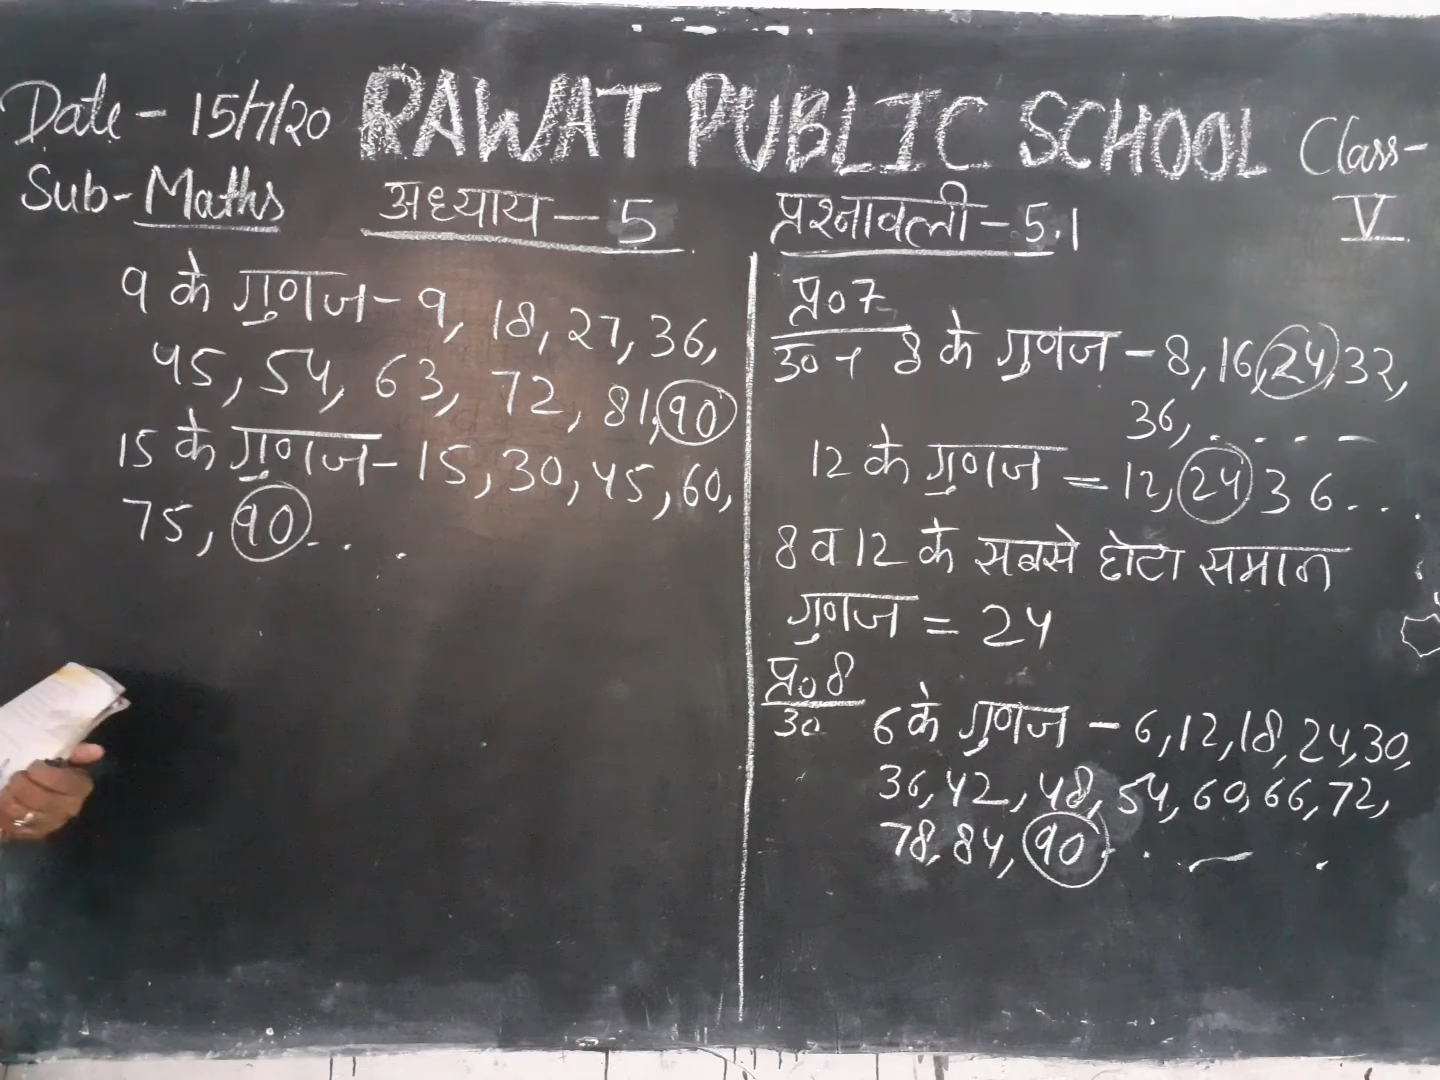 Date - 15/7/20 RAWAT PUBLIC SCHOOL Class-
Sub- Maths अध्याय - 5 प्रश्नावली - 5.1 V
9 के गुणज - 9, 18, 27, 36,
45, 54, 63, 72, 81, 90
15 के गुणज - 15, 30, 45, 60,
75, 90 . . . .
प्र० 7
उ० 8 के गुणज - 8, 16, 24, 32,
36, . . . .
12 के गुणज = 12, 24 36 . . . .
8 व 12 के सबसे छोटा समान
गुणज = 24
प्र० 8
उ० 6 के गुणज - 6, 12, 18, 24, 30,
36, 42, 48, 54, 60, 66, 72,
78, 84, 90 . . . .